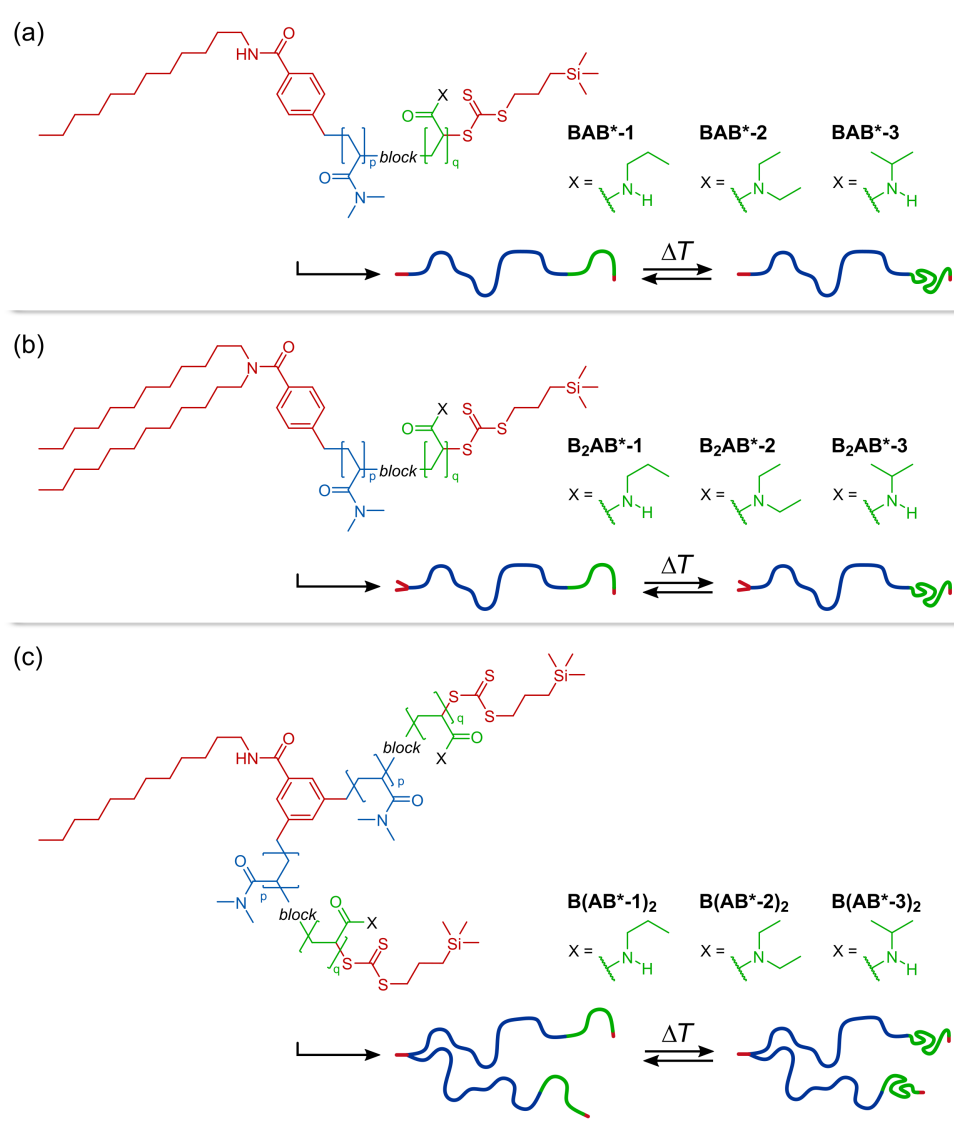 (a)
O
HN
X
O
S
S
S
Si
p
block
q
O
N
BAB*-1
BAB*-2
BAB*-3
X =
N
H
X =
N
X =
N
H
ΔT
(b)
O
N
X
O
S
S
S
Si
p
block
q
O
N
B₂AB*-1
B₂AB*-2
B₂AB*-3
X =
N
H
X =
N
X =
N
H
ΔT
(c)
Si
S
S
S
q
block
O
X
O
HN
p
O
N
O
p
N
block
O
X
q
S
S
S
Si
B(AB*-1)₂
B(AB*-2)₂
B(AB*-3)₂
X =
N
H
X =
N
X =
N
H
ΔT